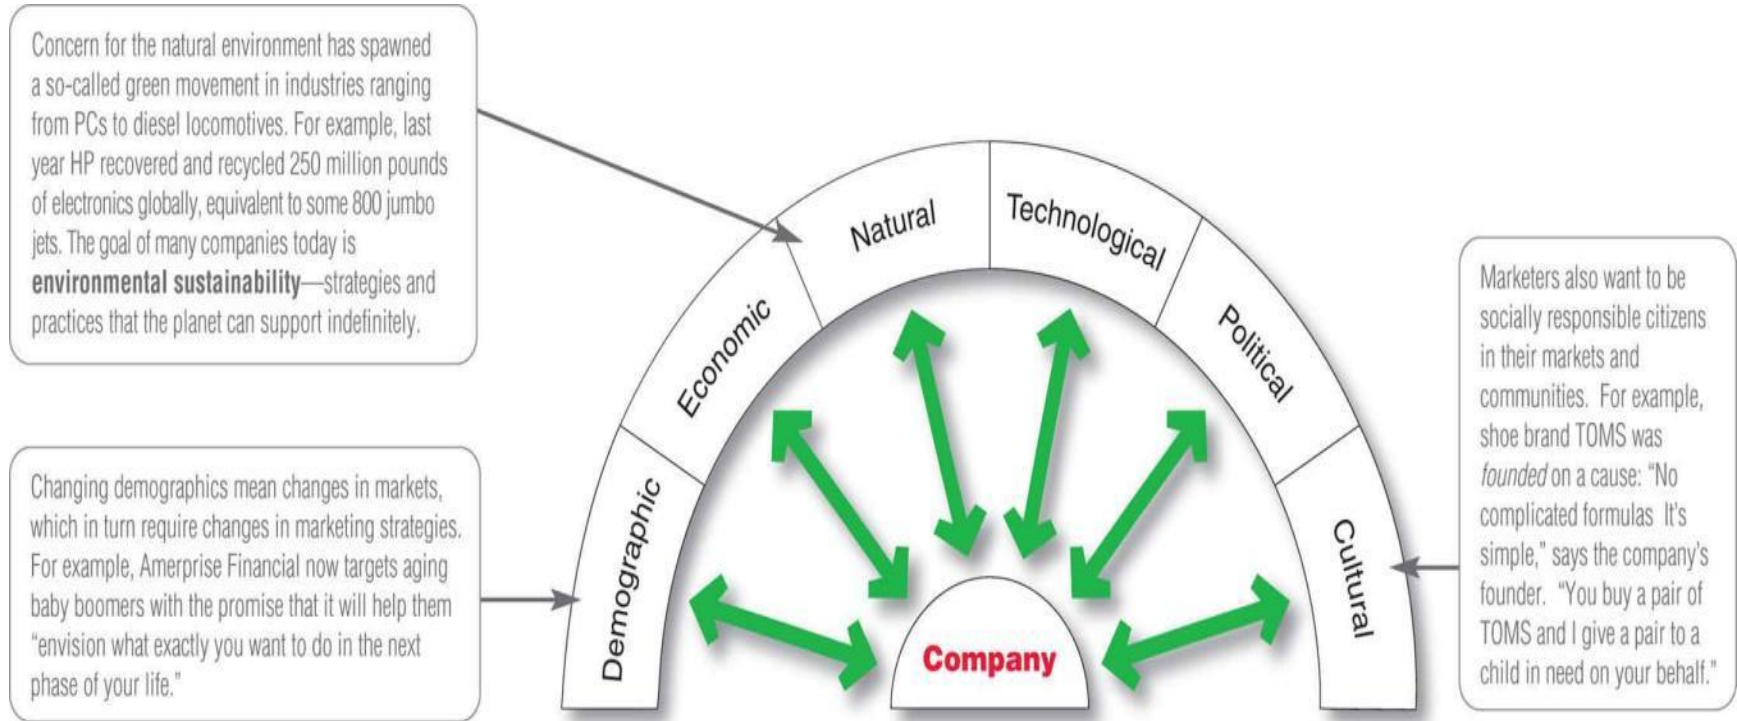 Concern for the natural environment has spawned
a so-called green movement in industries ranging
from PCs to diesel locomotives. For example, last
year HP recovered and recycled 250 million pounds
of electronics globally, equivalent to some 800 jumbo
jets. The goal of many companies today is
environmental sustainability—strategies and
practices that the planet can support indefinitely.
Changing demographics mean changes in markets,
which in turn require changes in marketing strategies.
For example, Amerprise Financial now targets aging
baby boomers with the promise that it will help them
“envision what exactly you want to do in the next
phase of your life.”
Demographic
Economic
Natural
Technological
Political
Cultural
Company
Marketers also want to be
socially responsible citizens
in their markets and
communities. For example,
shoe brand TOMS was
founded on a cause: “No
complicated formulas It's
simple,” says the company’s
founder. “You buy a pair of
TOMS and I give a pair to a
child in need on your behalf.”